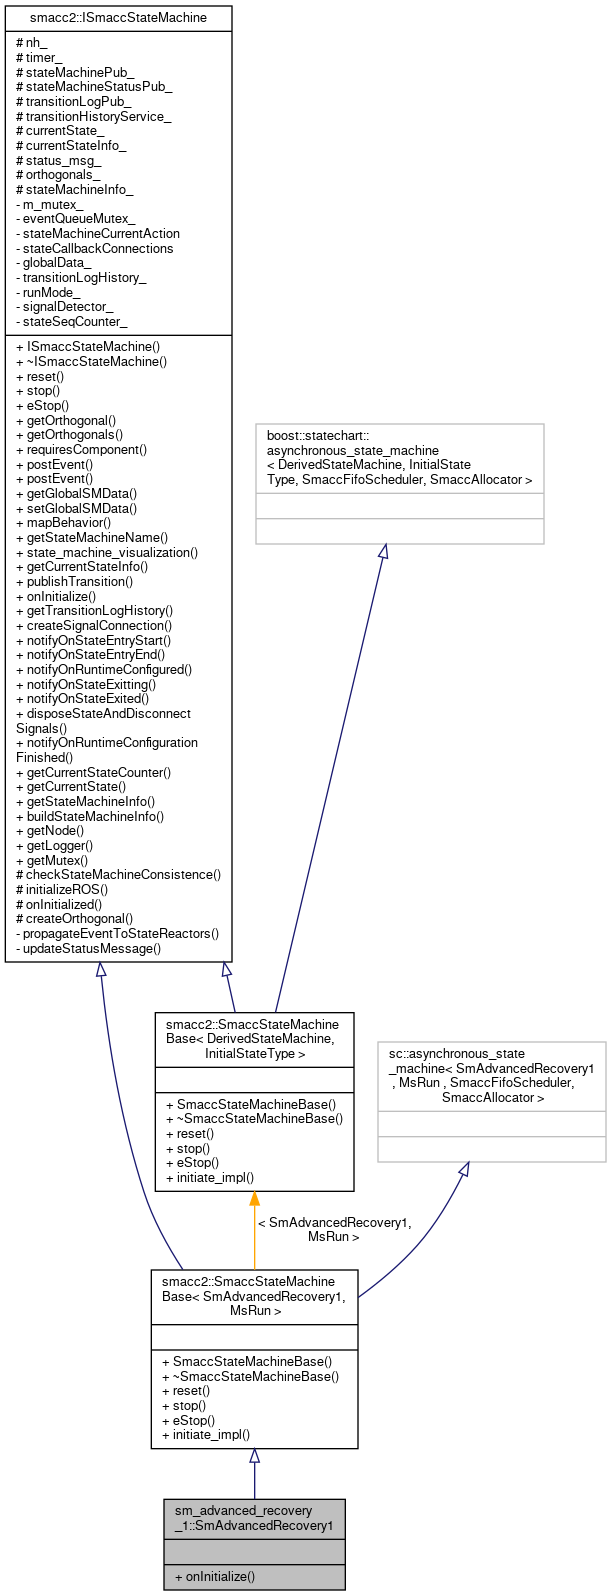 smacc2::ISmaccStateMachine
# nh_
# timer_
# stateMachinePub_
# stateMachineStatusPub_
# transitionLogPub_
# transitionHistoryService_
# currentState_
# currentStateInfo_
# status_msg_
# orthogonals_
# stateMachineInfo_
- m_mutex_
- eventQueueMutex_
- stateMachineCurrentAction
- stateCallbackConnections
- globalData_
- transitionLogHistory_
- runMode_
- signalDetector_
- stateSeqCounter_
+ ISmaccStateMachine()
+ ~ISmaccStateMachine()
+ reset()
+ stop()
+ eStop()
+ getOrthogonal()
+ getOrthogonals()
+ requiresComponent()
+ postEvent()
+ postEvent()
+ getGlobalSMData()
+ setGlobalSMData()
+ mapBehavior()
+ getStateMachineName()
+ state_machine_visualization()
+ getCurrentStateInfo()
+ publishTransition()
+ onInitialize()
+ getTransitionLogHistory()
+ createSignalConnection()
+ notifyOnStateEntryStart()
+ notifyOnStateEntryEnd()
+ notifyOnRuntimeConfigured()
+ notifyOnStateExitting()
+ notifyOnStateExited()
+ disposeStateAndDisconnect
Signals()
+ notifyOnRuntimeConfiguration
Finished()
+ getCurrentStateCounter()
+ getCurrentState()
+ getStateMachineInfo()
+ buildStateMachineInfo()
+ getNode()
+ getLogger()
+ getMutex()
# checkStateMachineConsistence()
# initializeROS()
# onInitialized()
# createOrthogonal()
- propagateEventToStateReactors()
- updateStatusMessage()
boost::statechart::
asynchronous_state_machine
< DerivedStateMachine, InitialState
Type, SmaccFifoScheduler, SmaccAllocator >
smacc2::SmaccStateMachine
Base< DerivedStateMachine,
InitialStateType >
+ SmaccStateMachineBase()
+ ~SmaccStateMachineBase()
+ reset()
+ stop()
+ eStop()
+ initiate_impl()
sc::asynchronous_state
_machine< SmAdvancedRecovery1
, MsRun , SmaccFifoScheduler,
SmaccAllocator >
< SmAdvancedRecovery1,
MsRun >
smacc2::SmaccStateMachine
Base< SmAdvancedRecovery1,
MsRun >
+ SmaccStateMachineBase()
+ ~SmaccStateMachineBase()
+ reset()
+ stop()
+ eStop()
+ initiate_impl()
sm_advanced_recovery
_1::SmAdvancedRecovery1
+ onInitialize()